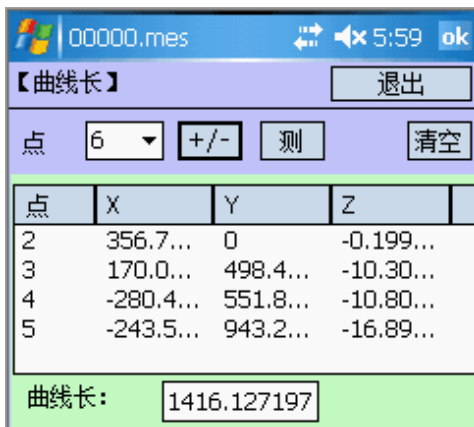 00000.mes 5:59 ok
【曲线长】 退出
点 6 +/- 测 清空
点 X Y Z
2 356.7... 0 -0.199...
3 170.0... 498.4... -10.30...
4 -280.4... 551.8... -10.80...
5 -243.5... 943.2... -16.89...
曲线长: 1416.127197